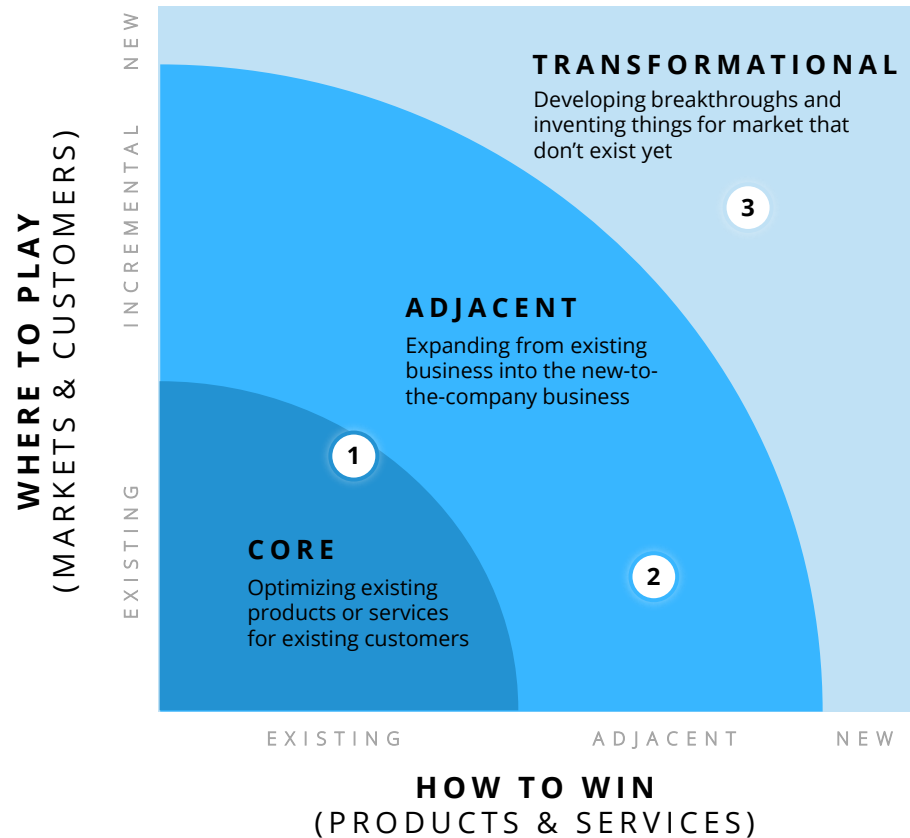 NEW
INCREMENTAL
EXISTING
WHERE TO PLAY
(MARKETS & CUSTOMERS)
TRANSFORMATIONAL
Developing breakthroughs and
inventing things for market that
don’t exist yet
3
ADJACENT
Expanding from existing
business into the new-to-
the-company business
1
CORE
Optimizing existing
products or services
for existing customers
2
EXISTING
ADJACENT
NEW
HOW TO WIN
(PRODUCTS & SERVICES)